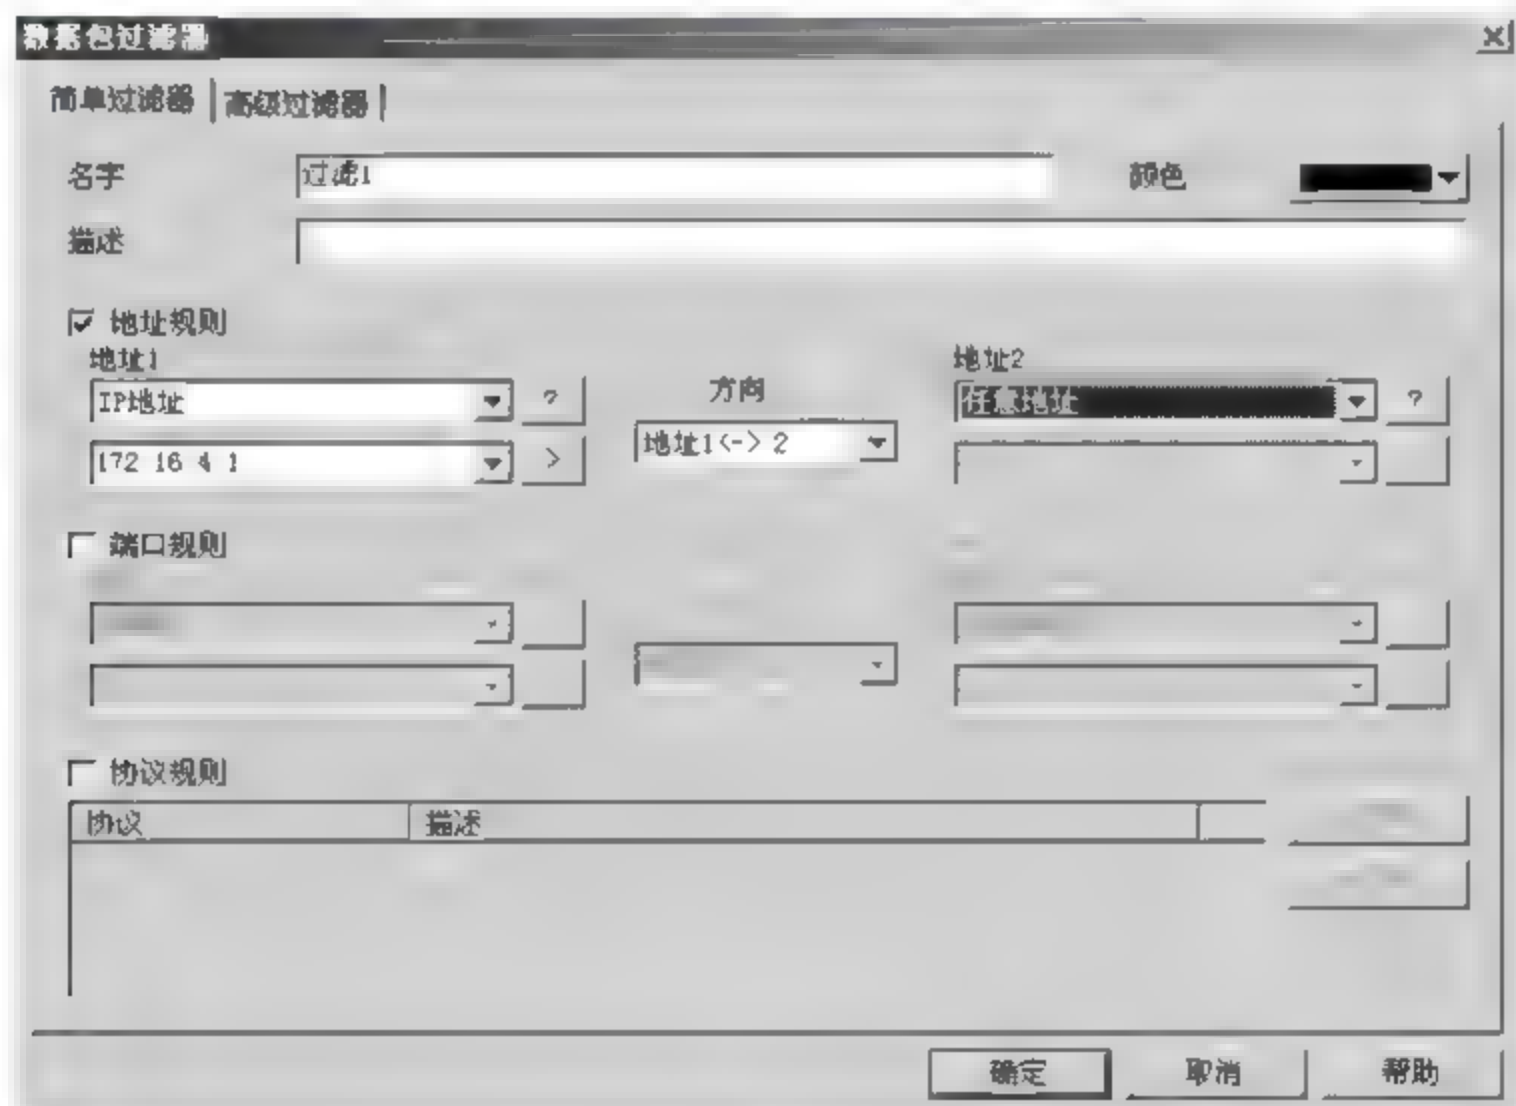 数据包过滤器
简单过滤器 高级过滤器
名字 过滤1 颜色
描述
地址规则
地址1 地址2
IP地址 ? 方向 任意地址 ?
172 16 4 1 > 地址1<-> 2
端口规则
协议规则
协议 描述
确定 取消 帮助